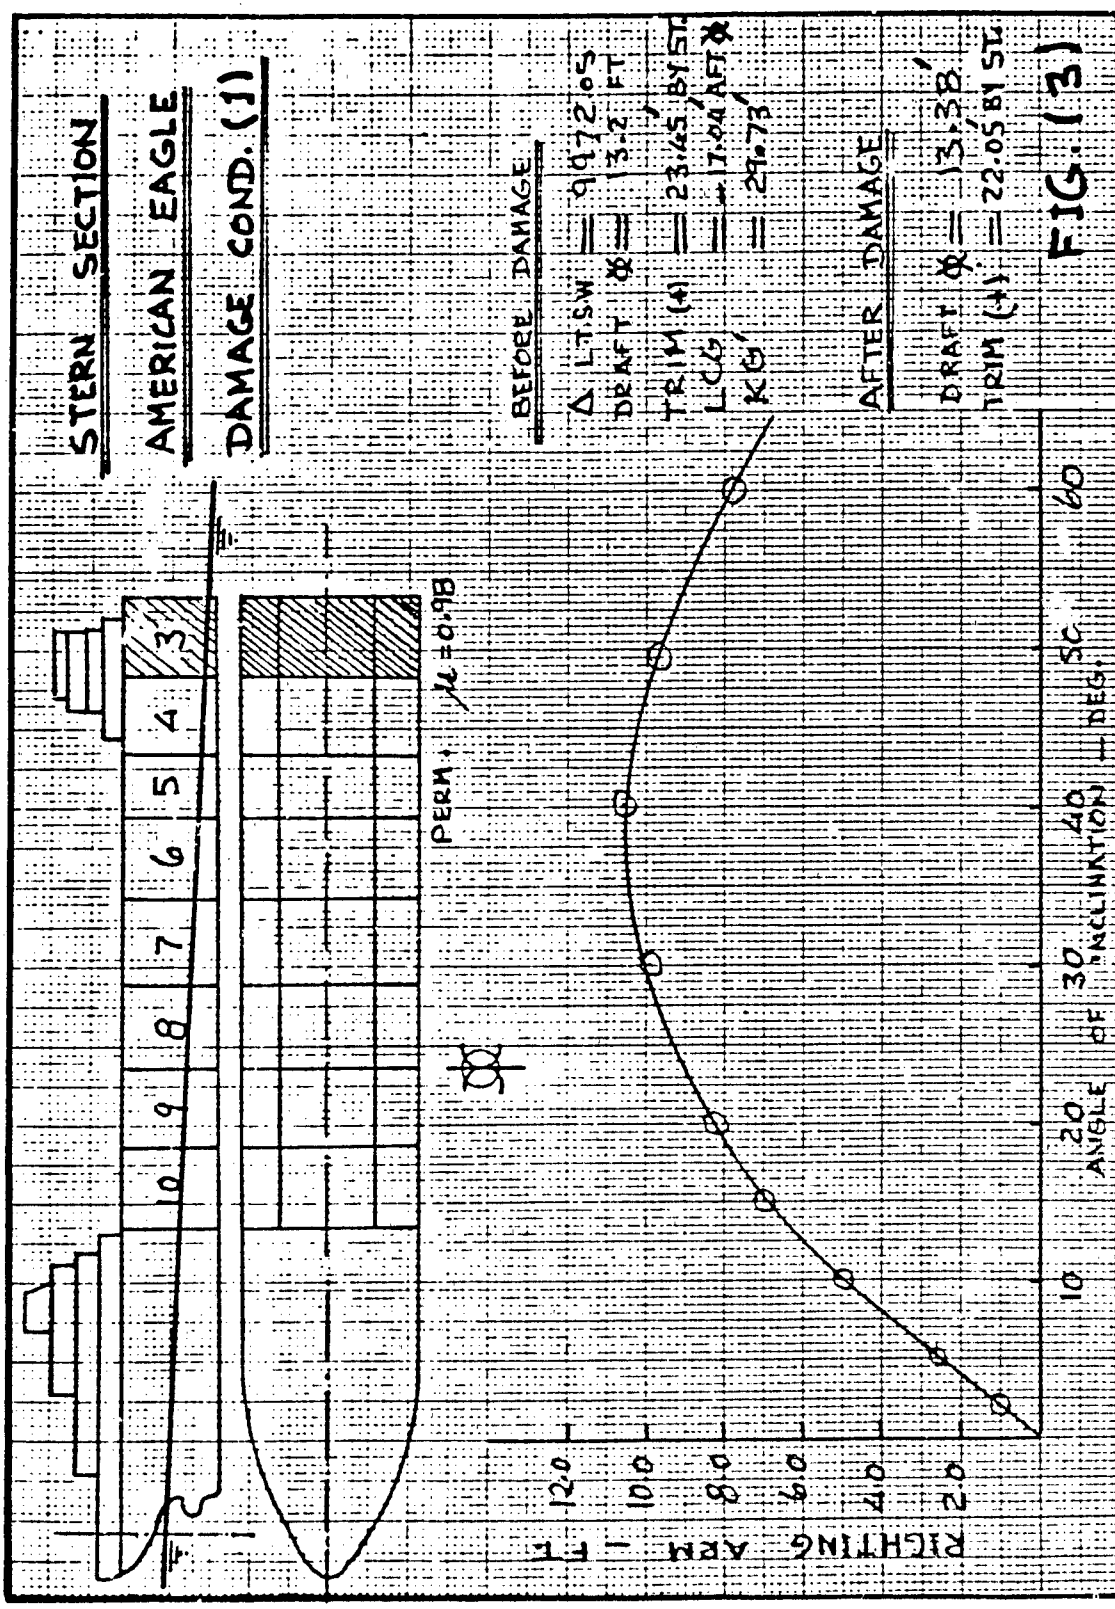 STERN SECTION
AMERICAN EAGLE
DAMAGE COND. (1)
3
4
5
6
7
8
9
10
PERM. μ=0.98
BEFORE DAMAGE
Δ LT.S.W = 9972.05
DRAFT = 13.2 FT
TRIM (+) = 23.45' BY ST.
LCG = -17.04' AFT
KG' = 29.73'
AFTER DAMAGE
DRAFT = 13.38'
TRIM (+) = 22.05' BY ST.
RIGHTING ARM - FT
12.0
10.0
8.0
6.0
4.0
2.0
10 20 30 40 50 60
ANGLE OF INCLINATION - DEG.
FIG. (13)